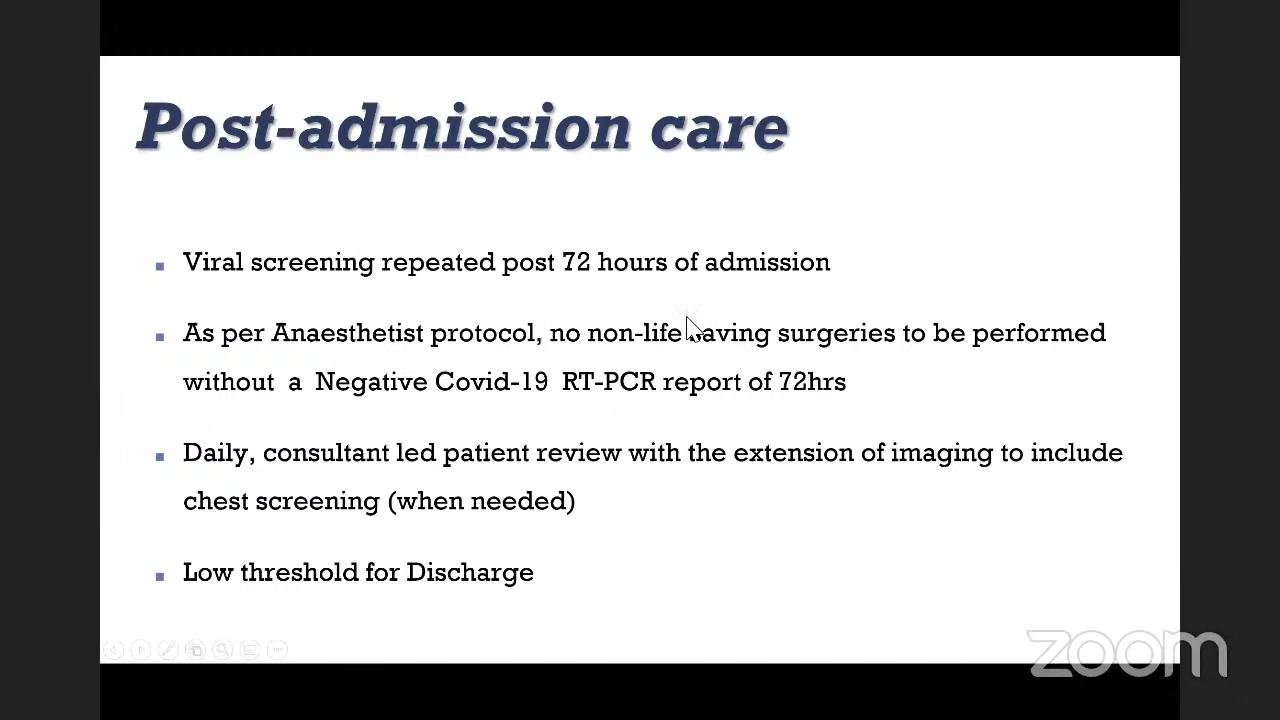 Post-admission care
Viral screening repeated post 72 hours of admission
As per Anaesthetist protocol, no non-life saving surgeries to be performed
without a Negative Covid-19 RT-PCR report of 72hrs
Daily, consultant led patient review with the extension of imaging to include
chest screening (when needed)
Low threshold for Discharge
zoom